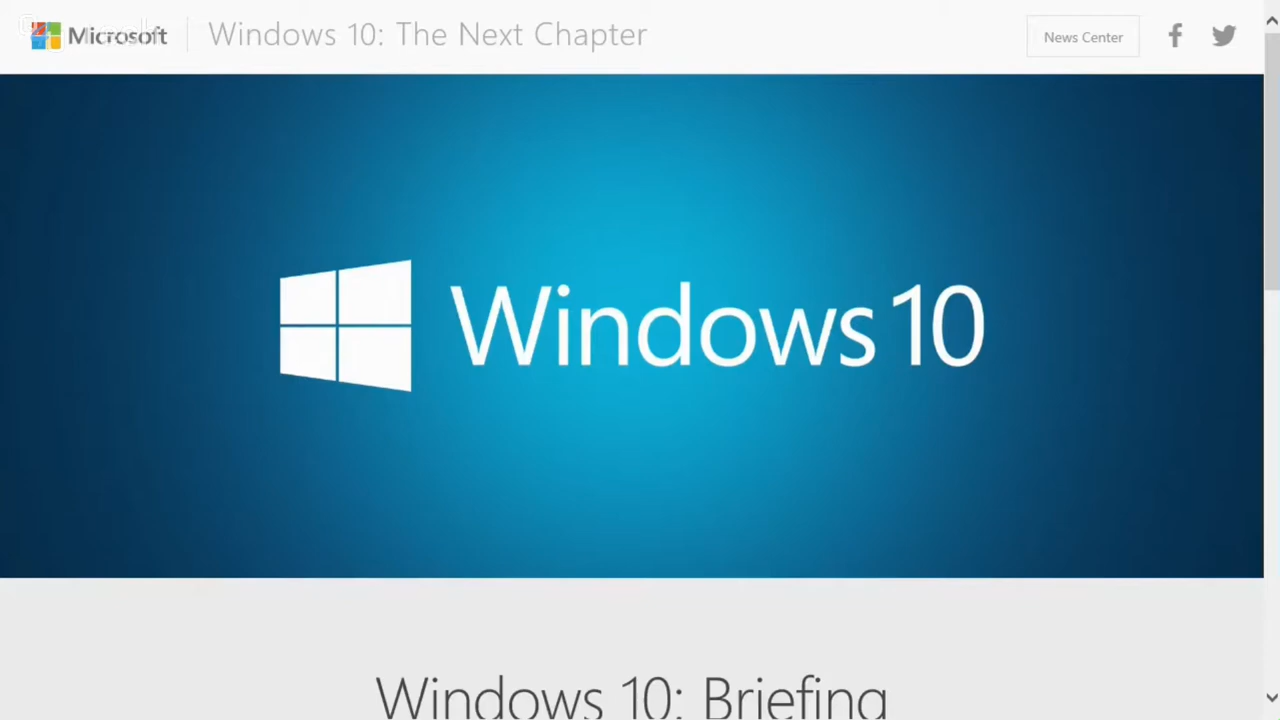 Microsoft
Windows 10: The Next Chapter
News Center
Windows 10
Windows 10: Briefing